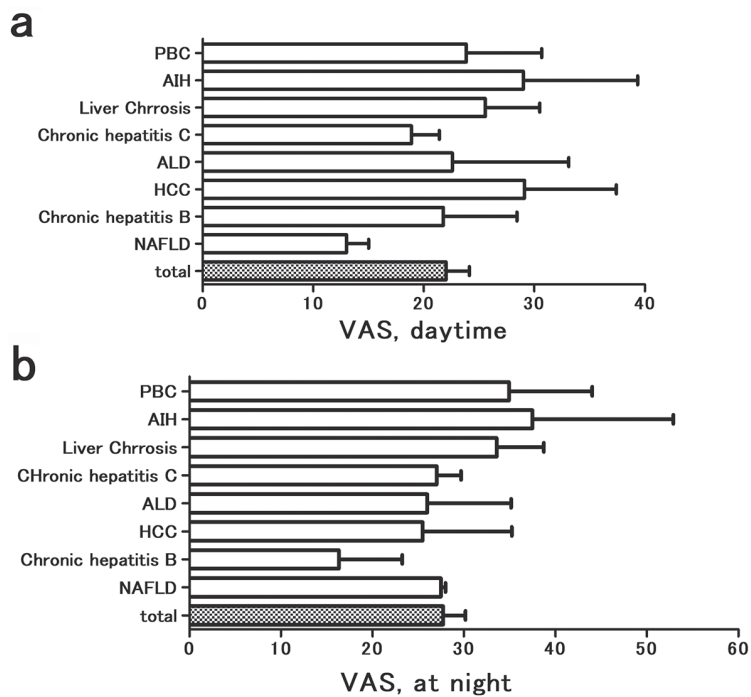 a
PBC
AIH
Liver Chrrosis
Chronic hepatitis C
ALD
HCC
Chronic hepatitis B
NAFLD
total
0 10 20 30 40
VAS, daytime
b
PBC
AIH
Liver Chrrosis
CHronic hepatitis C
ALD
HCC
Chronic hepatitis B
NAFLD
total
0 10 20 30 40 50 60
VAS, at night